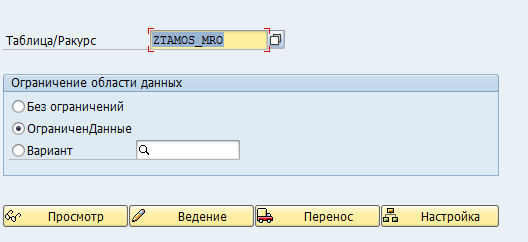 Таблица/Ракурс ZTAMOS_MRO
Ограничение области данных
Без ограничений
ОграниченДанные
Вариант
Просмотр Ведение Перенос Настройка